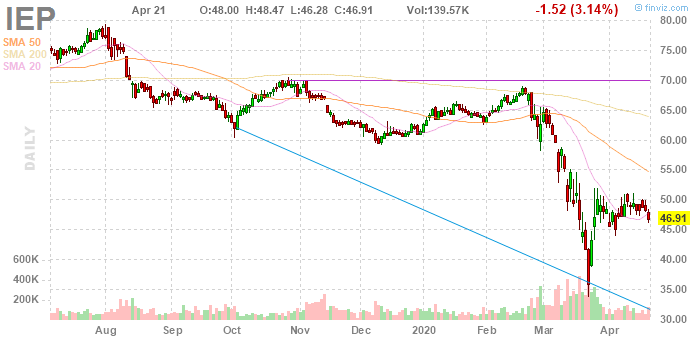 IEP Apr 21 O:48.00 H:48.47 L:46.28 C:46.91 Vol:139.57K -1.52 (3.14%) © finviz.com
SMA 50
SMA 200
SMA 20
DAILY
80.00
75.00
70.00
65.00
60.00
55.00
50.00
46.91
45.00
40.00
35.00
30.00
600K
400K
200K
Aug Sep Oct Nov Dec 2020 Feb Mar Apr